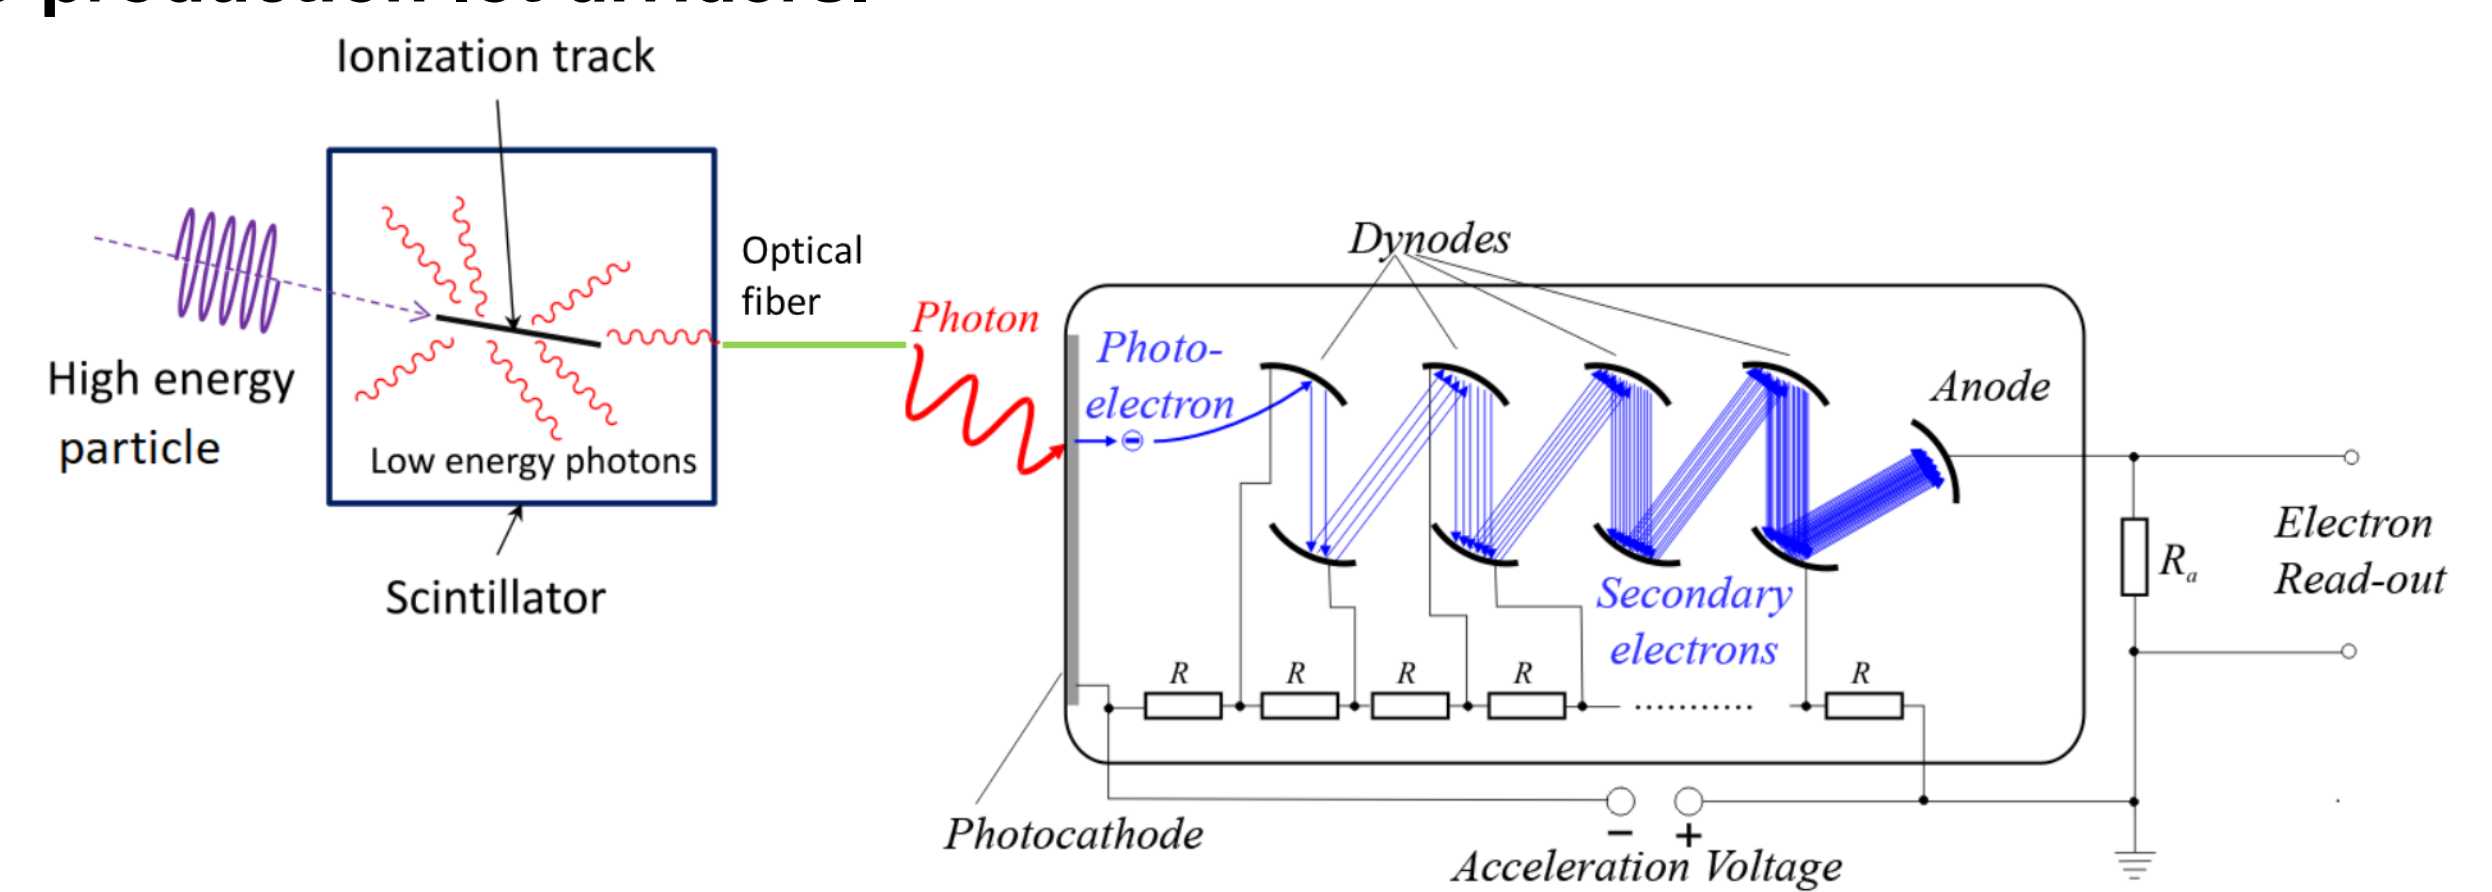 Ionization track
High energy
particle
Low energy photons
Scintillator
Optical
fiber
Photon
Photo-
electron
Dynodes
Anode
Secondary
electrons
R
R
R
R
...........
R
Rₐ
Electron
Read-out
Photocathode
− +
Acceleration Voltage